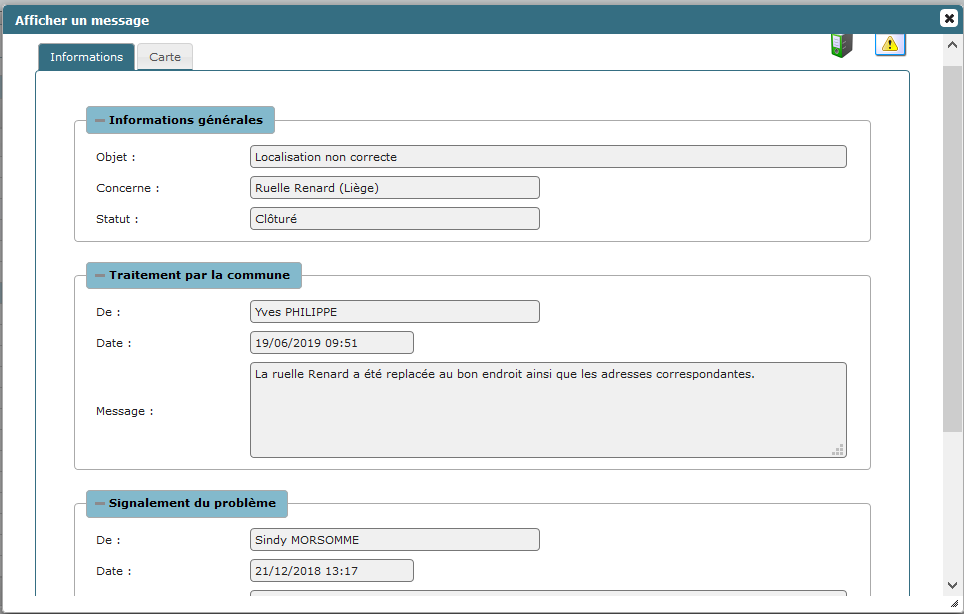 Afficher un message
Informations Carte
Informations générales
Objet : Localisation non correcte
Concerne : Ruelle Renard (Liège)
Statut : Clôturé
Traitement par la commune
De : Yves PHILIPPE
Date : 19/06/2019 09:51
Message : La ruelle Renard a été replacée au bon endroit ainsi que les adresses correspondantes.
Signalement du problème
De : Sindy MORSOMME
Date : 21/12/2018 13:17